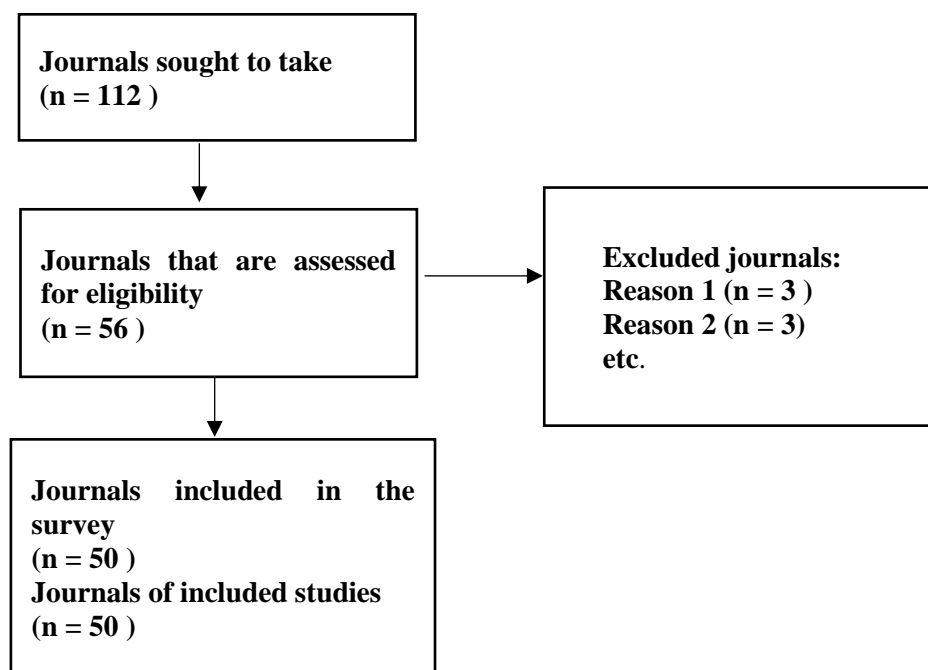 Journals sought to take
(n = 112 )
Journals that are assessed
for eligibility
(n = 56 )
Excluded journals:
Reason 1 (n = 3 )
Reason 2 (n = 3)
etc.
Journals included in the
survey
(n = 50 )
Journals of included studies
(n = 50 )